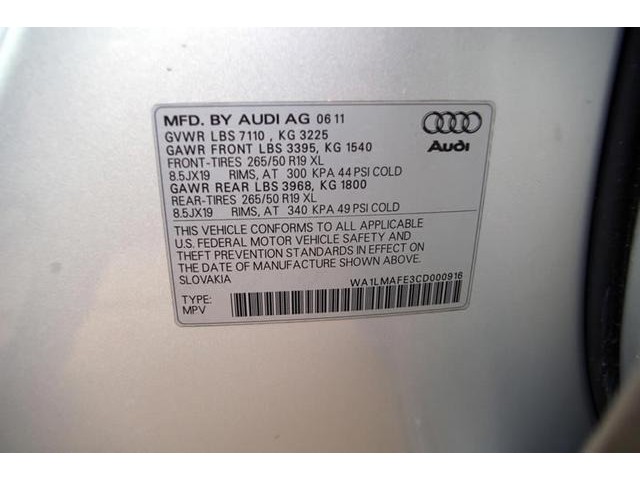 MFD. BY AUDI AG 06 11
GVWR LBS 7110 , KG 3225
GAWR FRONT LBS 3395, KG 1540
FRONT-TIRES 265/50 R19 XL
8.5JX19 RIMS, AT 300 KPA 44 PSI COLD
GAWR REAR LBS 3968, KG 1800
REAR-TIRES 265/50 R19 XL
8.5JX19 RIMS, AT 340 KPA 49 PSI COLD
Audi
THIS VEHICLE CONFORMS TO ALL APPLICABLE
U.S. FEDERAL MOTOR VEHICLE SAFETY AND
THEFT PREVENTION STANDARDS IN EFFECT ON
THE DATE OF MANUFACTURE SHOWN ABOVE.
SLOVAKIA
WA1LMAFE3CD000916
TYPE:
MPV